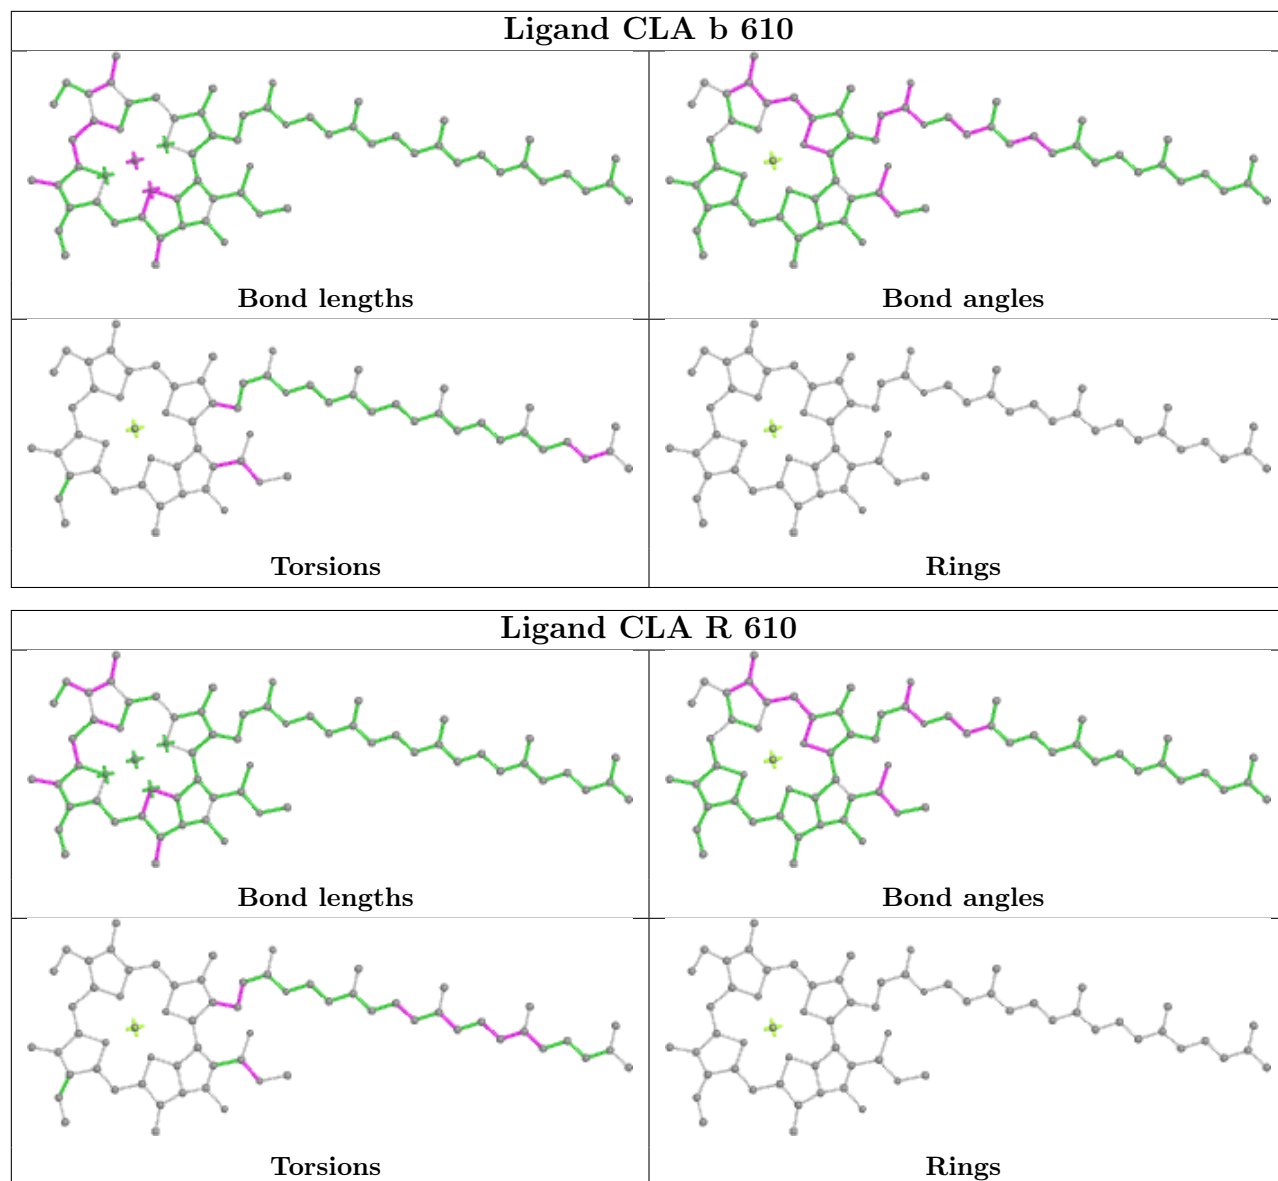 Ligand CLA b 610
Bond lengths
Bond angles
Torsions
Rings
Ligand CLA R 610
Bond lengths
Bond angles
Torsions
Rings